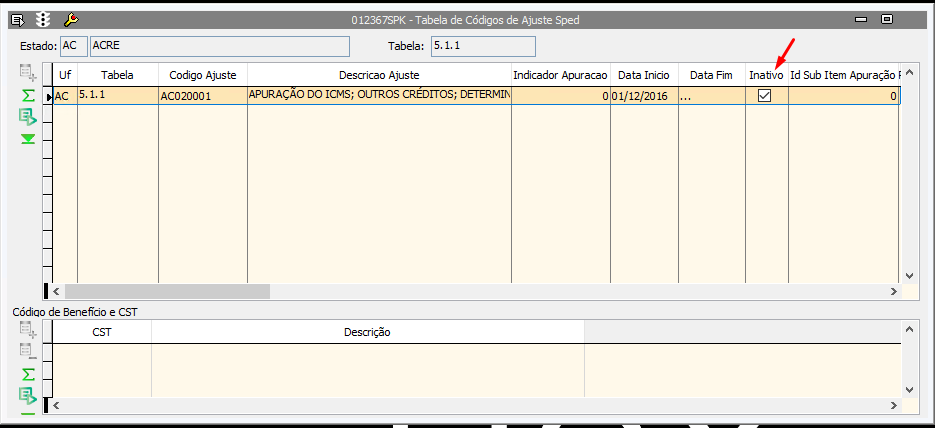 012367SPK - Tabela de Códigos de Ajuste Sped
Estado: AC ACRE Tabela: 5.1.1
Uf Tabela Codigo Ajuste Descricao Ajuste Indicador Apuracao Data Inicio Data Fim Inativo Id Sub Item Apuração
AC 5.1.1 AC020001 APURAÇÃO DO ICMS; OUTROS CRÉDITOS; DETERMIN 0 01/12/2016 ... 0
Código de Benefício e CST
CST Descrição